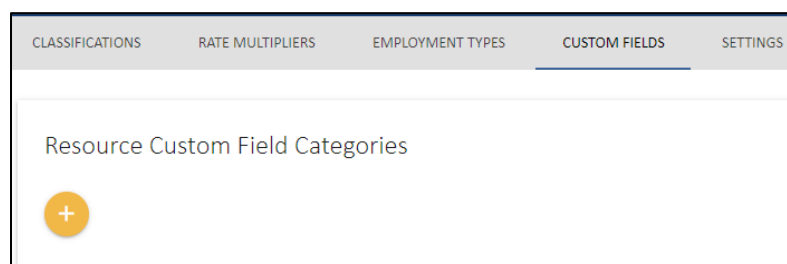 CLASSIFICATIONS RATE MULTIPLIERS EMPLOYMENT TYPES CUSTOM FIELDS SETTINGS
Resource Custom Field Categories
+